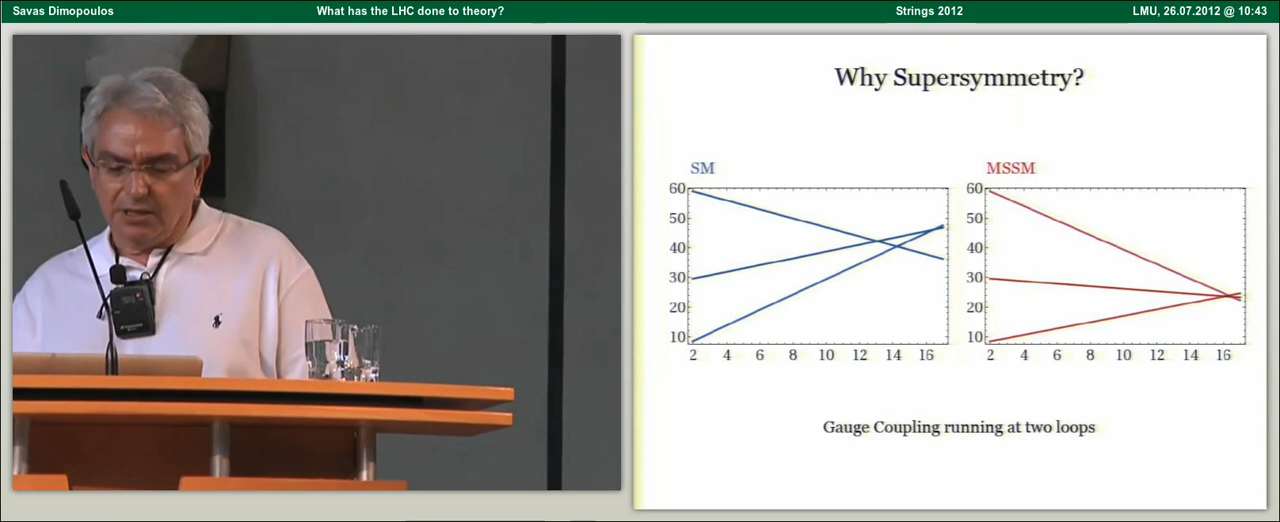 Savas Dimopoulos What has the LHC done to theory? Strings 2012 LMU, 26.07.2012 @ 10:43
Why Supersymmetry?
SM
60
50
40
30
20
10
2 4 6 8 10 12 14 16
MSSM
60
50
40
30
20
10
2 4 6 8 10 12 14 16
Gauge Coupling running at two loops